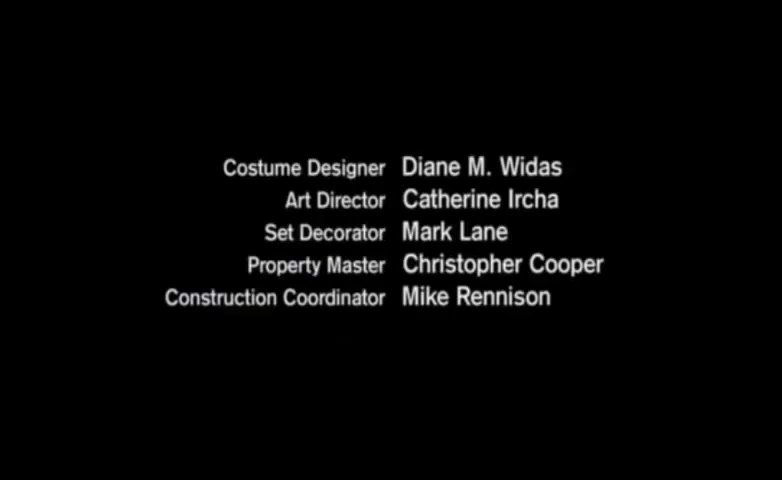 Costume Designer Diane M. Widas
Art Director Catherine Ircha
Set Decorator Mark Lane
Property Master Christopher Cooper
Construction Coordinator Mike Rennison